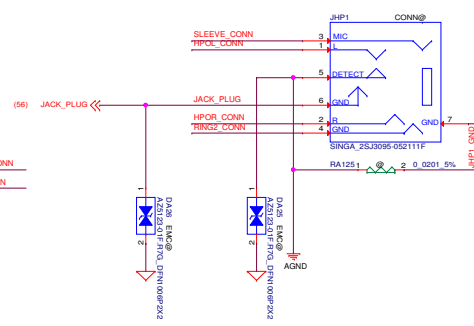 JHP1 CONN@
SLEEVE_CONN 3 MIC
HPOL_CONN 1 L
5 DETECT
(56) JACK_PLUG JACK_PLUG 6 GND
HPOR_CONN 2 R GND 7
RING2_CONN 4 GND
SINGA_2SJ3095-052111F
ONN
N
RA125 1 @ 2 0_0201_5%
JHP1_GND
1 DA26 EMC@
2 AZ5123-01F.R7G_DFN1006P2X2
1 DA25 EMC@
2 AZ5123-01F.R7G_DFN1006P2X2
AGND